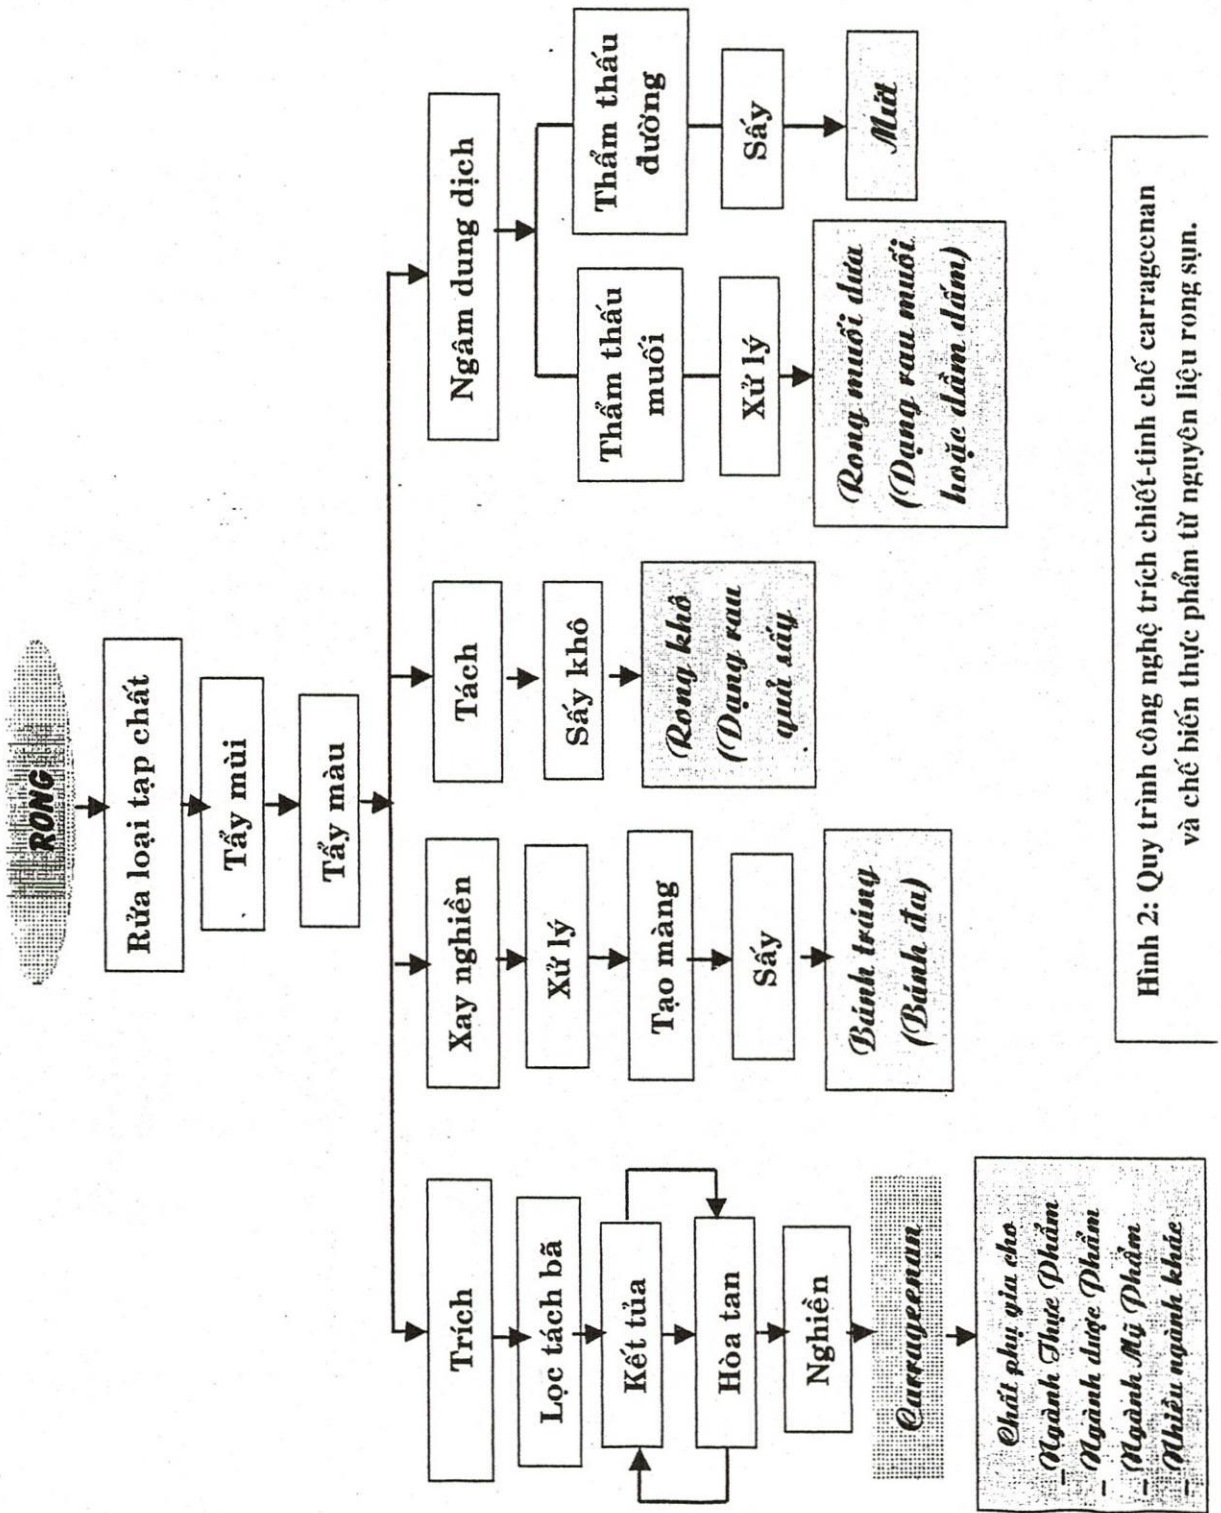 RONG
Rửa loại tạp chất
Tẩy mùi
Tẩy màu
Trích
Lọc tách bã
Kết tủa
Hòa tan
Nghiền
Carrageenan
Chất phụ gia cho
– Ngành Thực Phẩm
– Ngành dược Phẩm
– Ngành Mỹ Phẩm
– Nhiều ngành khác
Xay nghiền
Xử lý
Tạo màng
Sấy
Bánh tráng
(Bánh đa)
Tách
Sấy khô
Rong khô
(Dạng rau
quả sấy
Ngâm dung dịch
Thẩm thấu
muối
Xử lý
Rong muối dưa
(Dạng rau muối
hoặc dầm dấm)
Thẩm thấu
đường
Sấy
Mứt
Hình 2: Quy trình công nghệ trích chiết-tinh chế carrageenan
và chế biến thực phẩm từ nguyên liệu rong sụn.